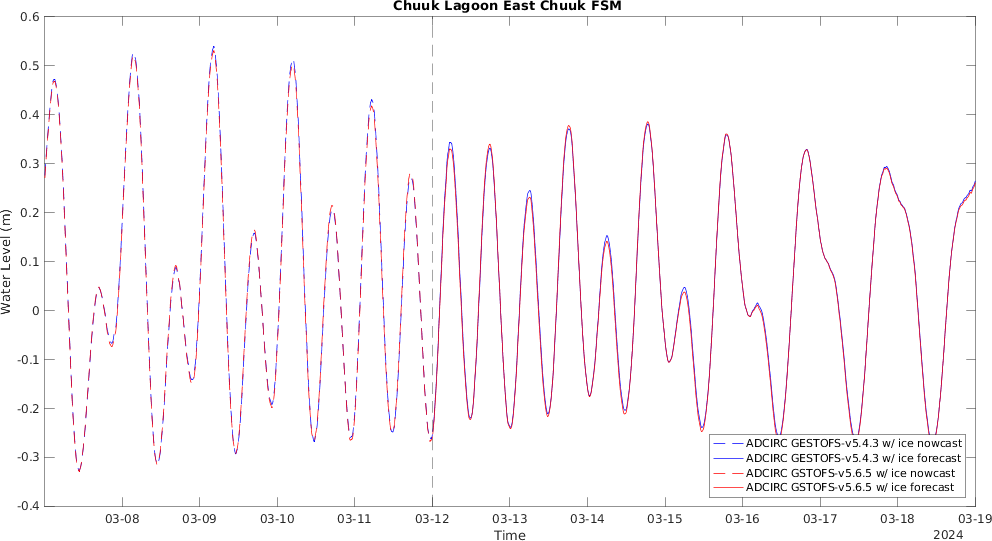 Chuuk Lagoon East Chuuk FSM
Water Level (m)
0.6
0.5
0.4
0.3
0.2
0.1
0
-0.1
-0.2
-0.3
-0.4
ADCIRC GESTOFS-v5.4.3 w/ ice nowcast
ADCIRC GESTOFS-v5.4.3 w/ ice forecast
ADCIRC GSTOFS-v5.6.5 w/ ice nowcast
ADCIRC GSTOFS-v5.6.5 w/ ice forecast
03-08 03-09 03-10 03-11 03-12 03-13 03-14 03-15 03-16 03-17 03-18 03-19
Time 2024